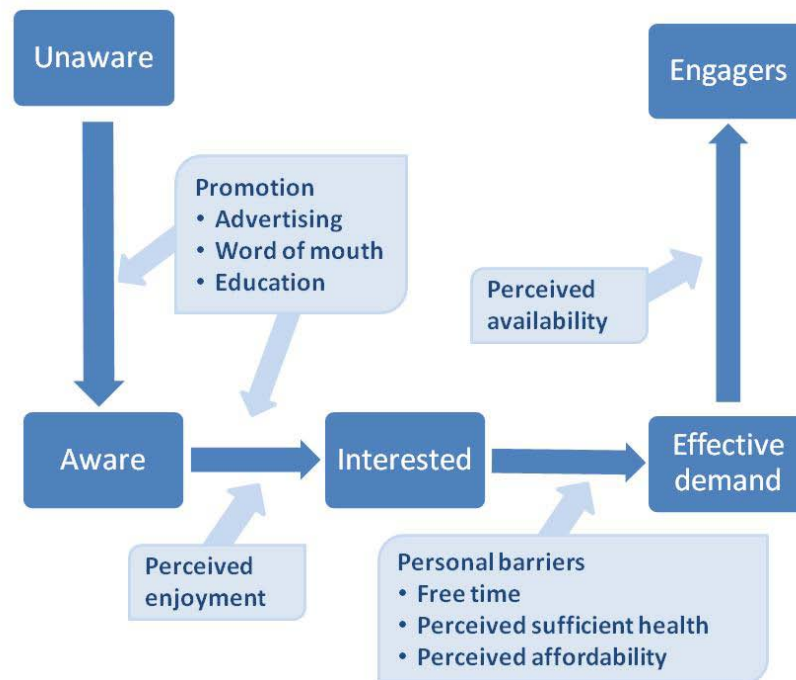 Unaware
Engagers
Promotion
• Advertising
• Word of mouth
• Education
Perceived
availability
Aware
Interested
Effective
demand
Perceived
enjoyment
Personal barriers
• Free time
• Perceived sufficient health
• Perceived affordability